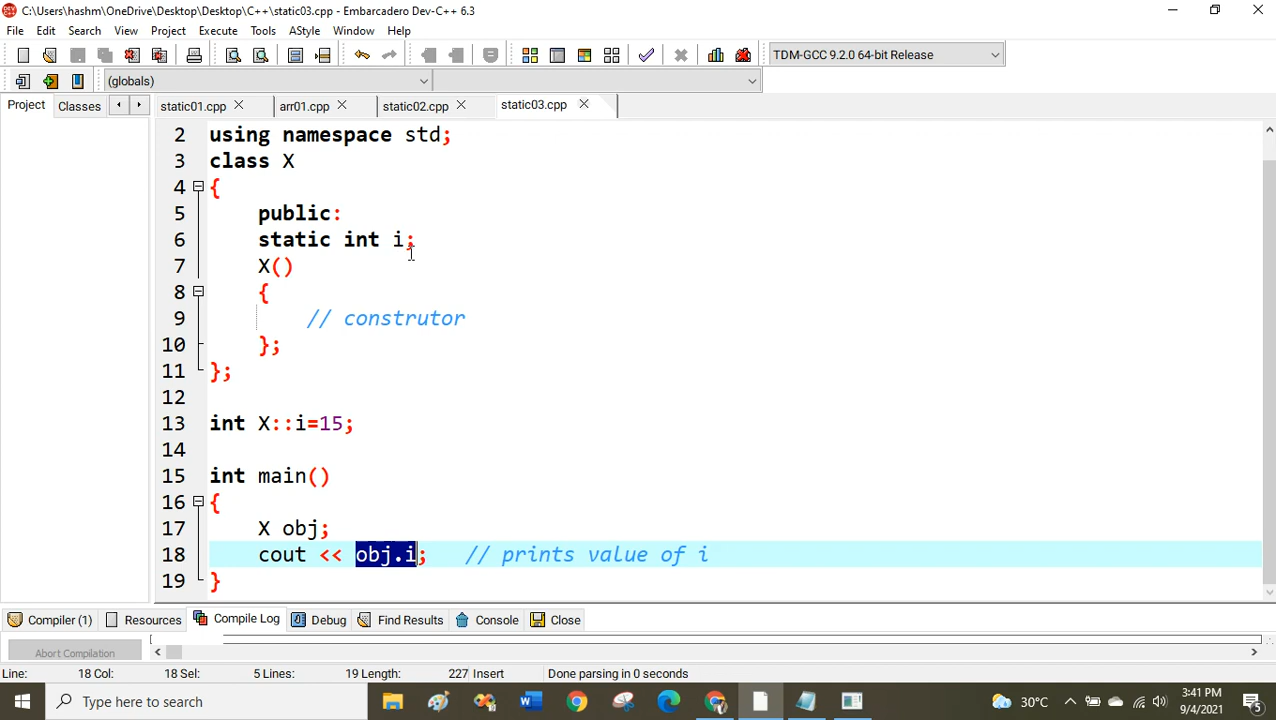 C:\Users\hashm\OneDrive\Desktop\Desktop\C++\static03.cpp - Embarcadero Dev-C++ 6.3
File Edit Search View Project Execute Tools AStyle Window Help
TDM-GCC 9.2.0 64-bit Release
(globals)
Project Classes static01.cpp arr01.cpp static02.cpp static03.cpp
2 using namespace std;
3 class X
4 {
5 public:
6 static int i;
7 X()
8 {
9 // construtor
10 };
11 };
12
13 int X::i=15;
14
15 int main()
16 {
17 X obj;
18 cout << obj.i; // prints value of i
19 }
Compiler (1) Resources Compile Log Debug Find Results Console Close
Abort Compilation
Line: 18 Col: 18 Sel: 5 Lines: 19 Length: 227 Insert Done parsing in 0 seconds
Type here to search 30°C 3:41 PM
9/4/2021 5